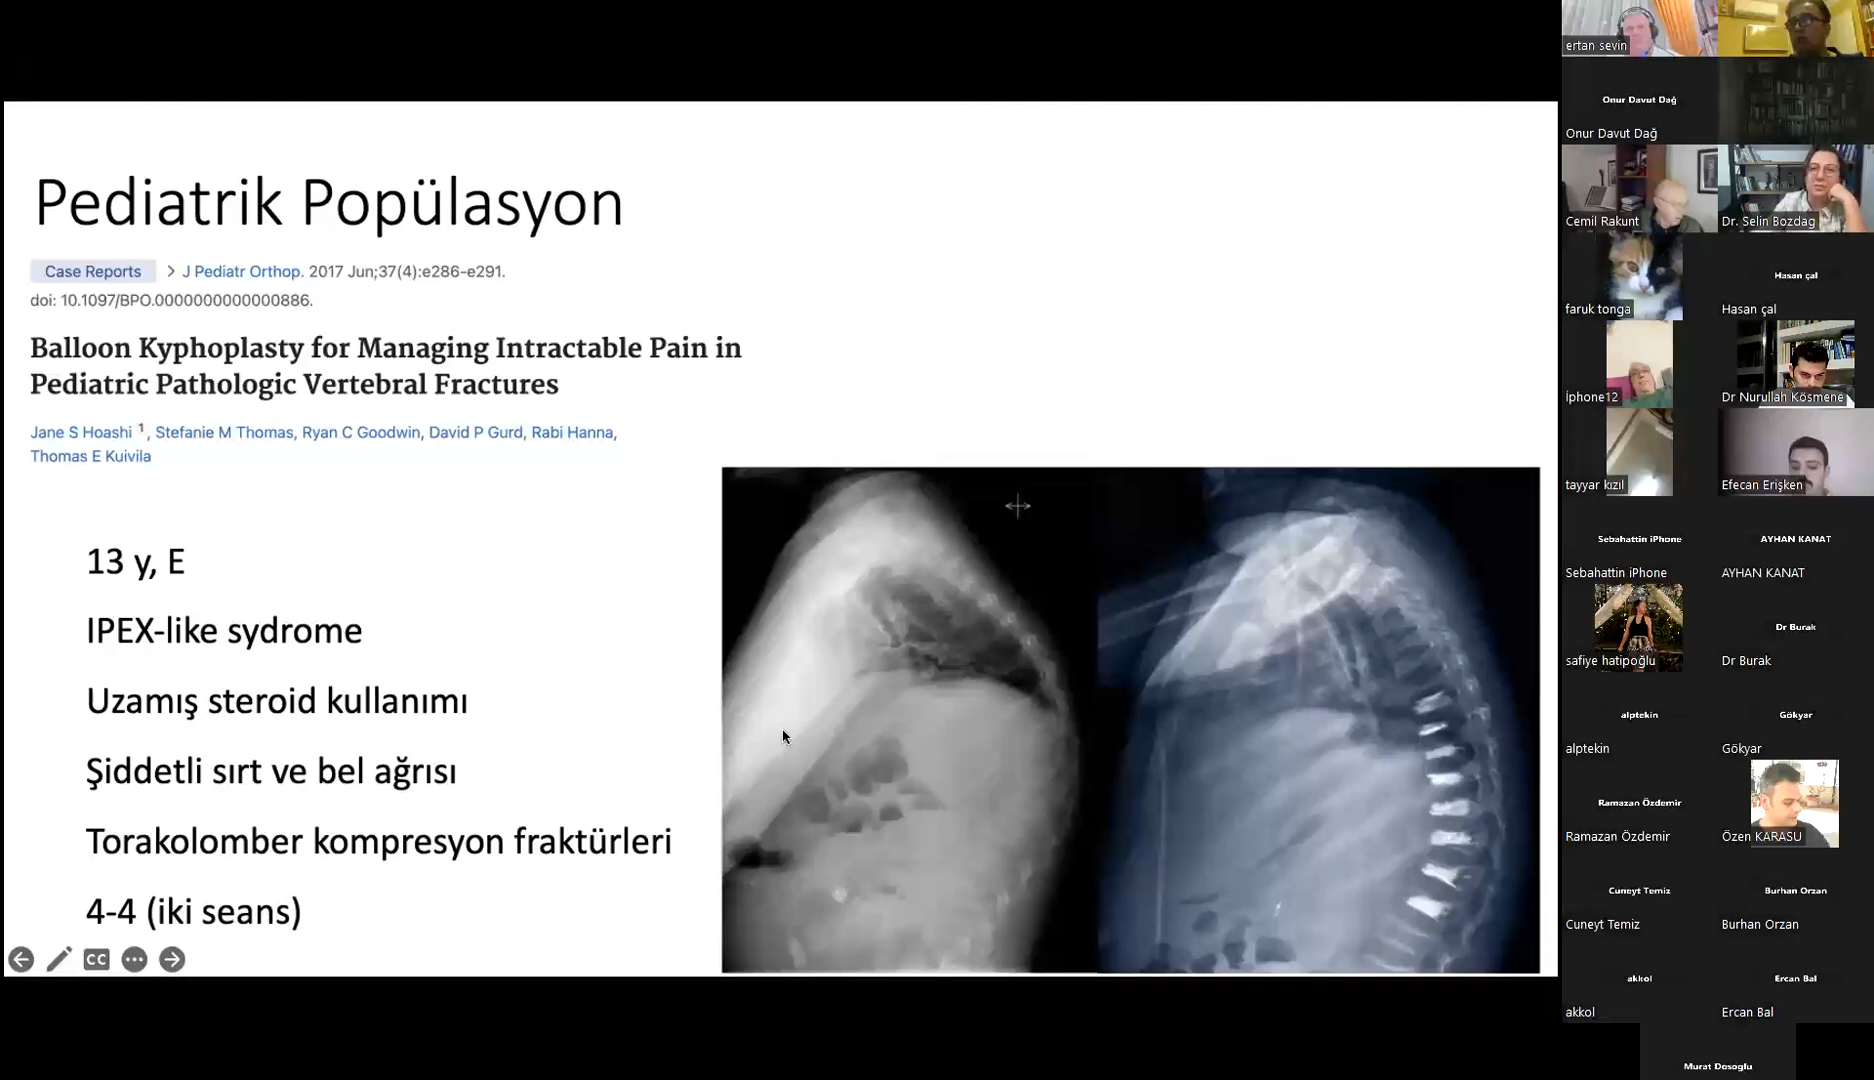 Pediatrik Popülasyon
Case Reports > J Pediatr Orthop. 2017 Jun;37(4):e286-e291.
doi: 10.1097/BPO.0000000000000886.
Balloon Kyphoplasty for Managing Intractable Pain in
Pediatric Pathologic Vertebral Fractures
Jane S Hoashi 1, Stefanie M Thomas, Ryan C Goodwin, David P Gurd, Rabi Hanna,
Thomas E Kuivila
13 y, E
IPEX-like sydrome
Uzamış steroid kullanımı
Şiddetli sırt ve bel ağrısı
Torakolomber kompresyon fraktürleri
4-4 (iki seans)
CC
ertan sevin
Onur Davut Dağ
Onur Davut Dağ
Cemil Rakunt
Dr. Selin Bozdag
Hasan çal
faruk tonga
Hasan çal
İphone12
Dr Nurullah Kösmene
tayyar kızıl
Efecan Erişken
Sebahattin iPhone
AYHAN KANAT
Sebahattin iPhone
AYHAN KANAT
Dr Burak
safiye hatipoğlu
Dr Burak
alptekin
Gökyar
alptekin
Gökyar
Ramazan Özdemir
Ramazan Özdemir
Özen KARASU
Cuneyt Temiz
Burhan Orzan
Cuneyt Temiz
Burhan Orzan
akkol
Ercan Bal
akkol
Ercan Bal
Murat Dosoglu